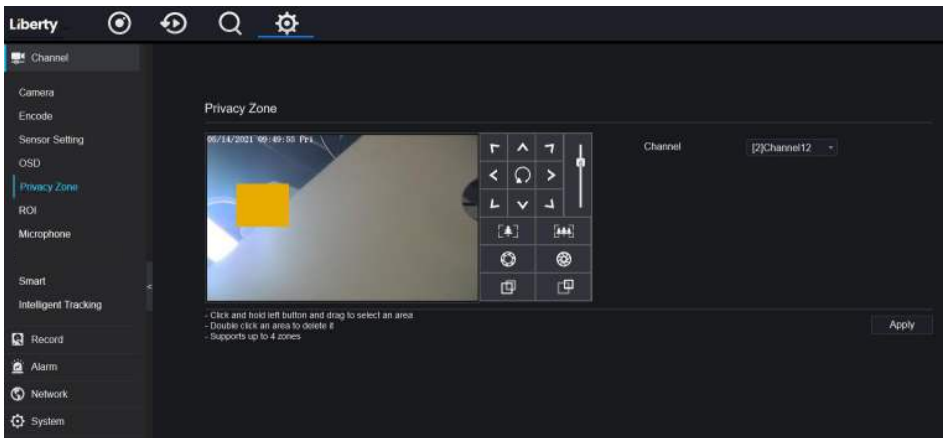 Liberty
Channel
Camera
Encode
Sensor Setting
OSD
Privacy Zone
ROI
Microphone
Smart
Intelligent Tracking
Record
Alarm
Network
System
Privacy Zone
05/14/2021 09:49:55 Fri
Channel
[2]Channel12
- Click and hold left button and drag to select an area
- Double click an area to delete it
- Supports up to 4 zones
Apply